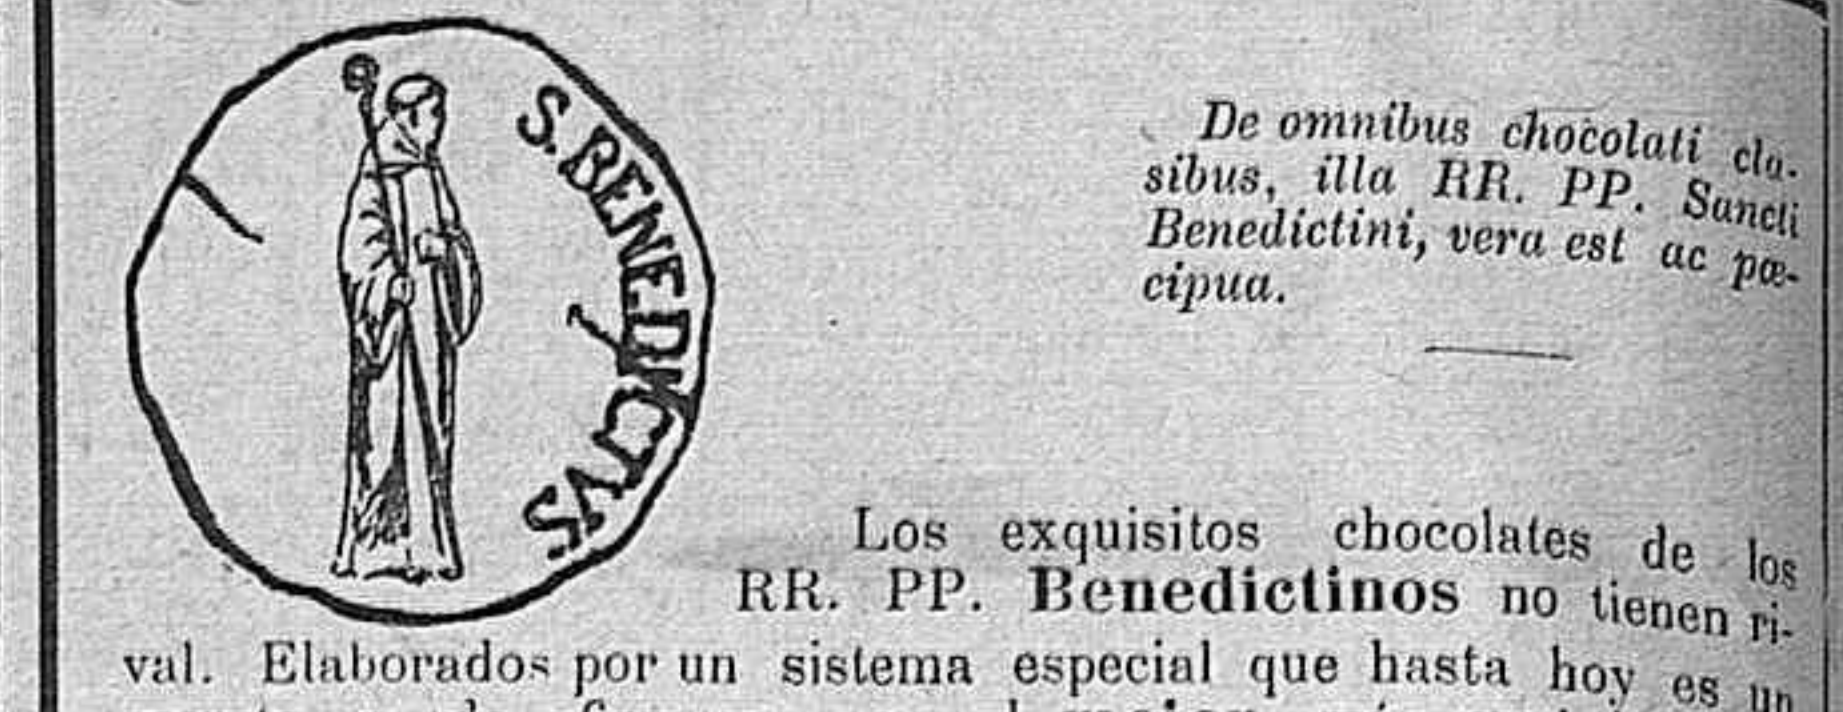 S. BENEDICTVS
De omnibus chocolati cla-
sibus, illa RR. PP. Sancti
Benedictini, vera est ac pœ-
cipua.
Los exquisitos chocolates de los
RR. PP. Benedictinos no tienen ri-
val. Elaborados por un sistema especial que hasta hoy es un